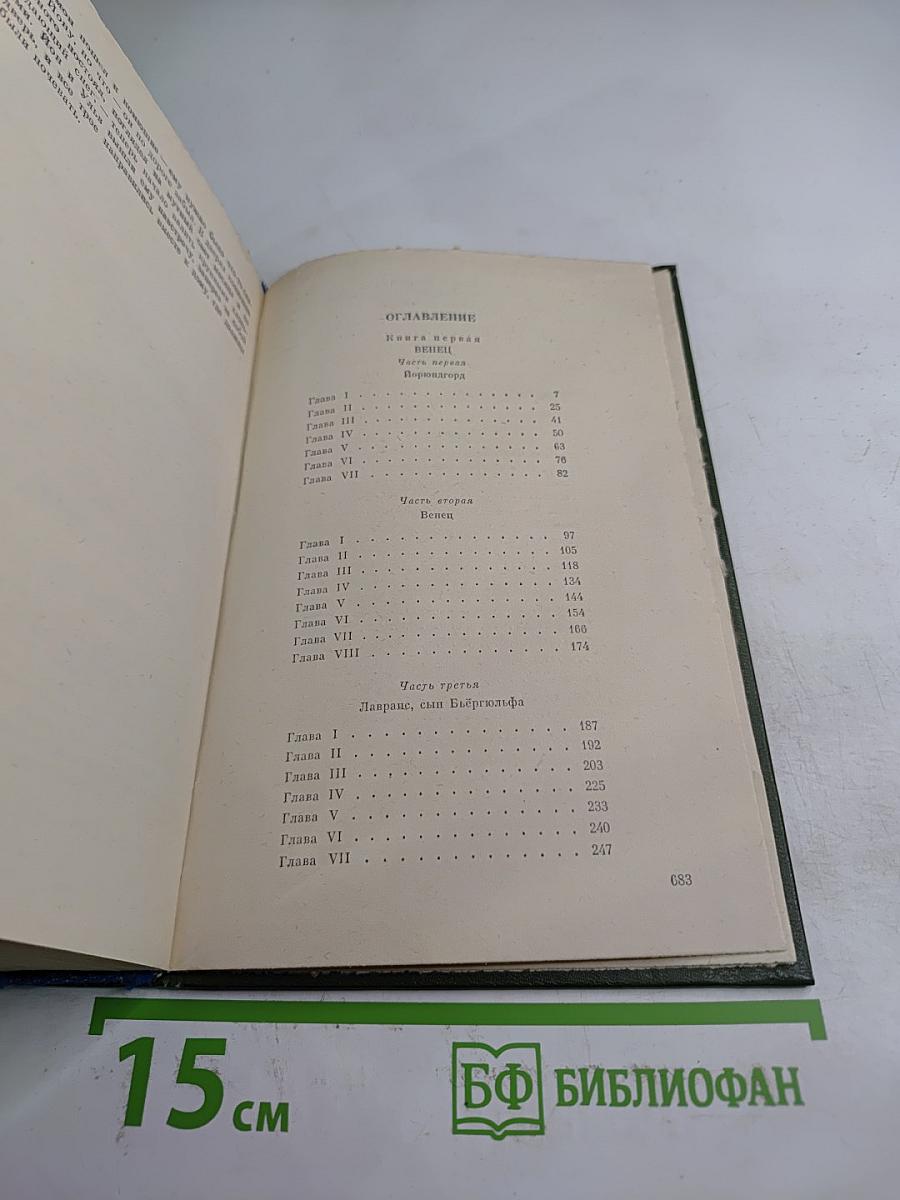 ОГЛАВЛЕНИЕ
Книга первая
ВЕНЕЦ
Часть первая
Йорюндгорд
Глава I . . . . . . . . . . . . . . 7
Глава II . . . . . . . . . . . . . . 25
Глава III . . . . . . . . . . . . . . 41
Глава IV . . . . . . . . . . . . . . 50
Глава V . . . . . . . . . . . . . . 63
Глава VI . . . . . . . . . . . . . . 76
Глава VII . . . . . . . . . . . . . 82
Часть вторая
Венец
Глава I . . . . . . . . . . . . . . 97
Глава II . . . . . . . . . . . . . . 105
Глава III . . . . . . . . . . . . . . 118
Глава IV . . . . . . . . . . . . . . 134
Глава V . . . . . . . . . . . . . . 144
Глава VI . . . . . . . . . . . . . . 154
Глава VII . . . . . . . . . . . . . 166
Глава VIII . . . . . . . . . . . . . 174
Часть третья
Лавранс, сын Бьёргюльфа
Глава I . . . . . . . . . . . . . 187
Глава II . . . . . . . . . . . . . 192
Глава III . . . . . . . . . . . . . 203
Глава IV . . . . . . . . . . . . . 225
Глава V . . . . . . . . . . . . . 233
Глава VI . . . . . . . . . . . . . 240
Глава VII . . . . . . . . . . . . 247
683
15 см
БФ БИБЛИОФАН